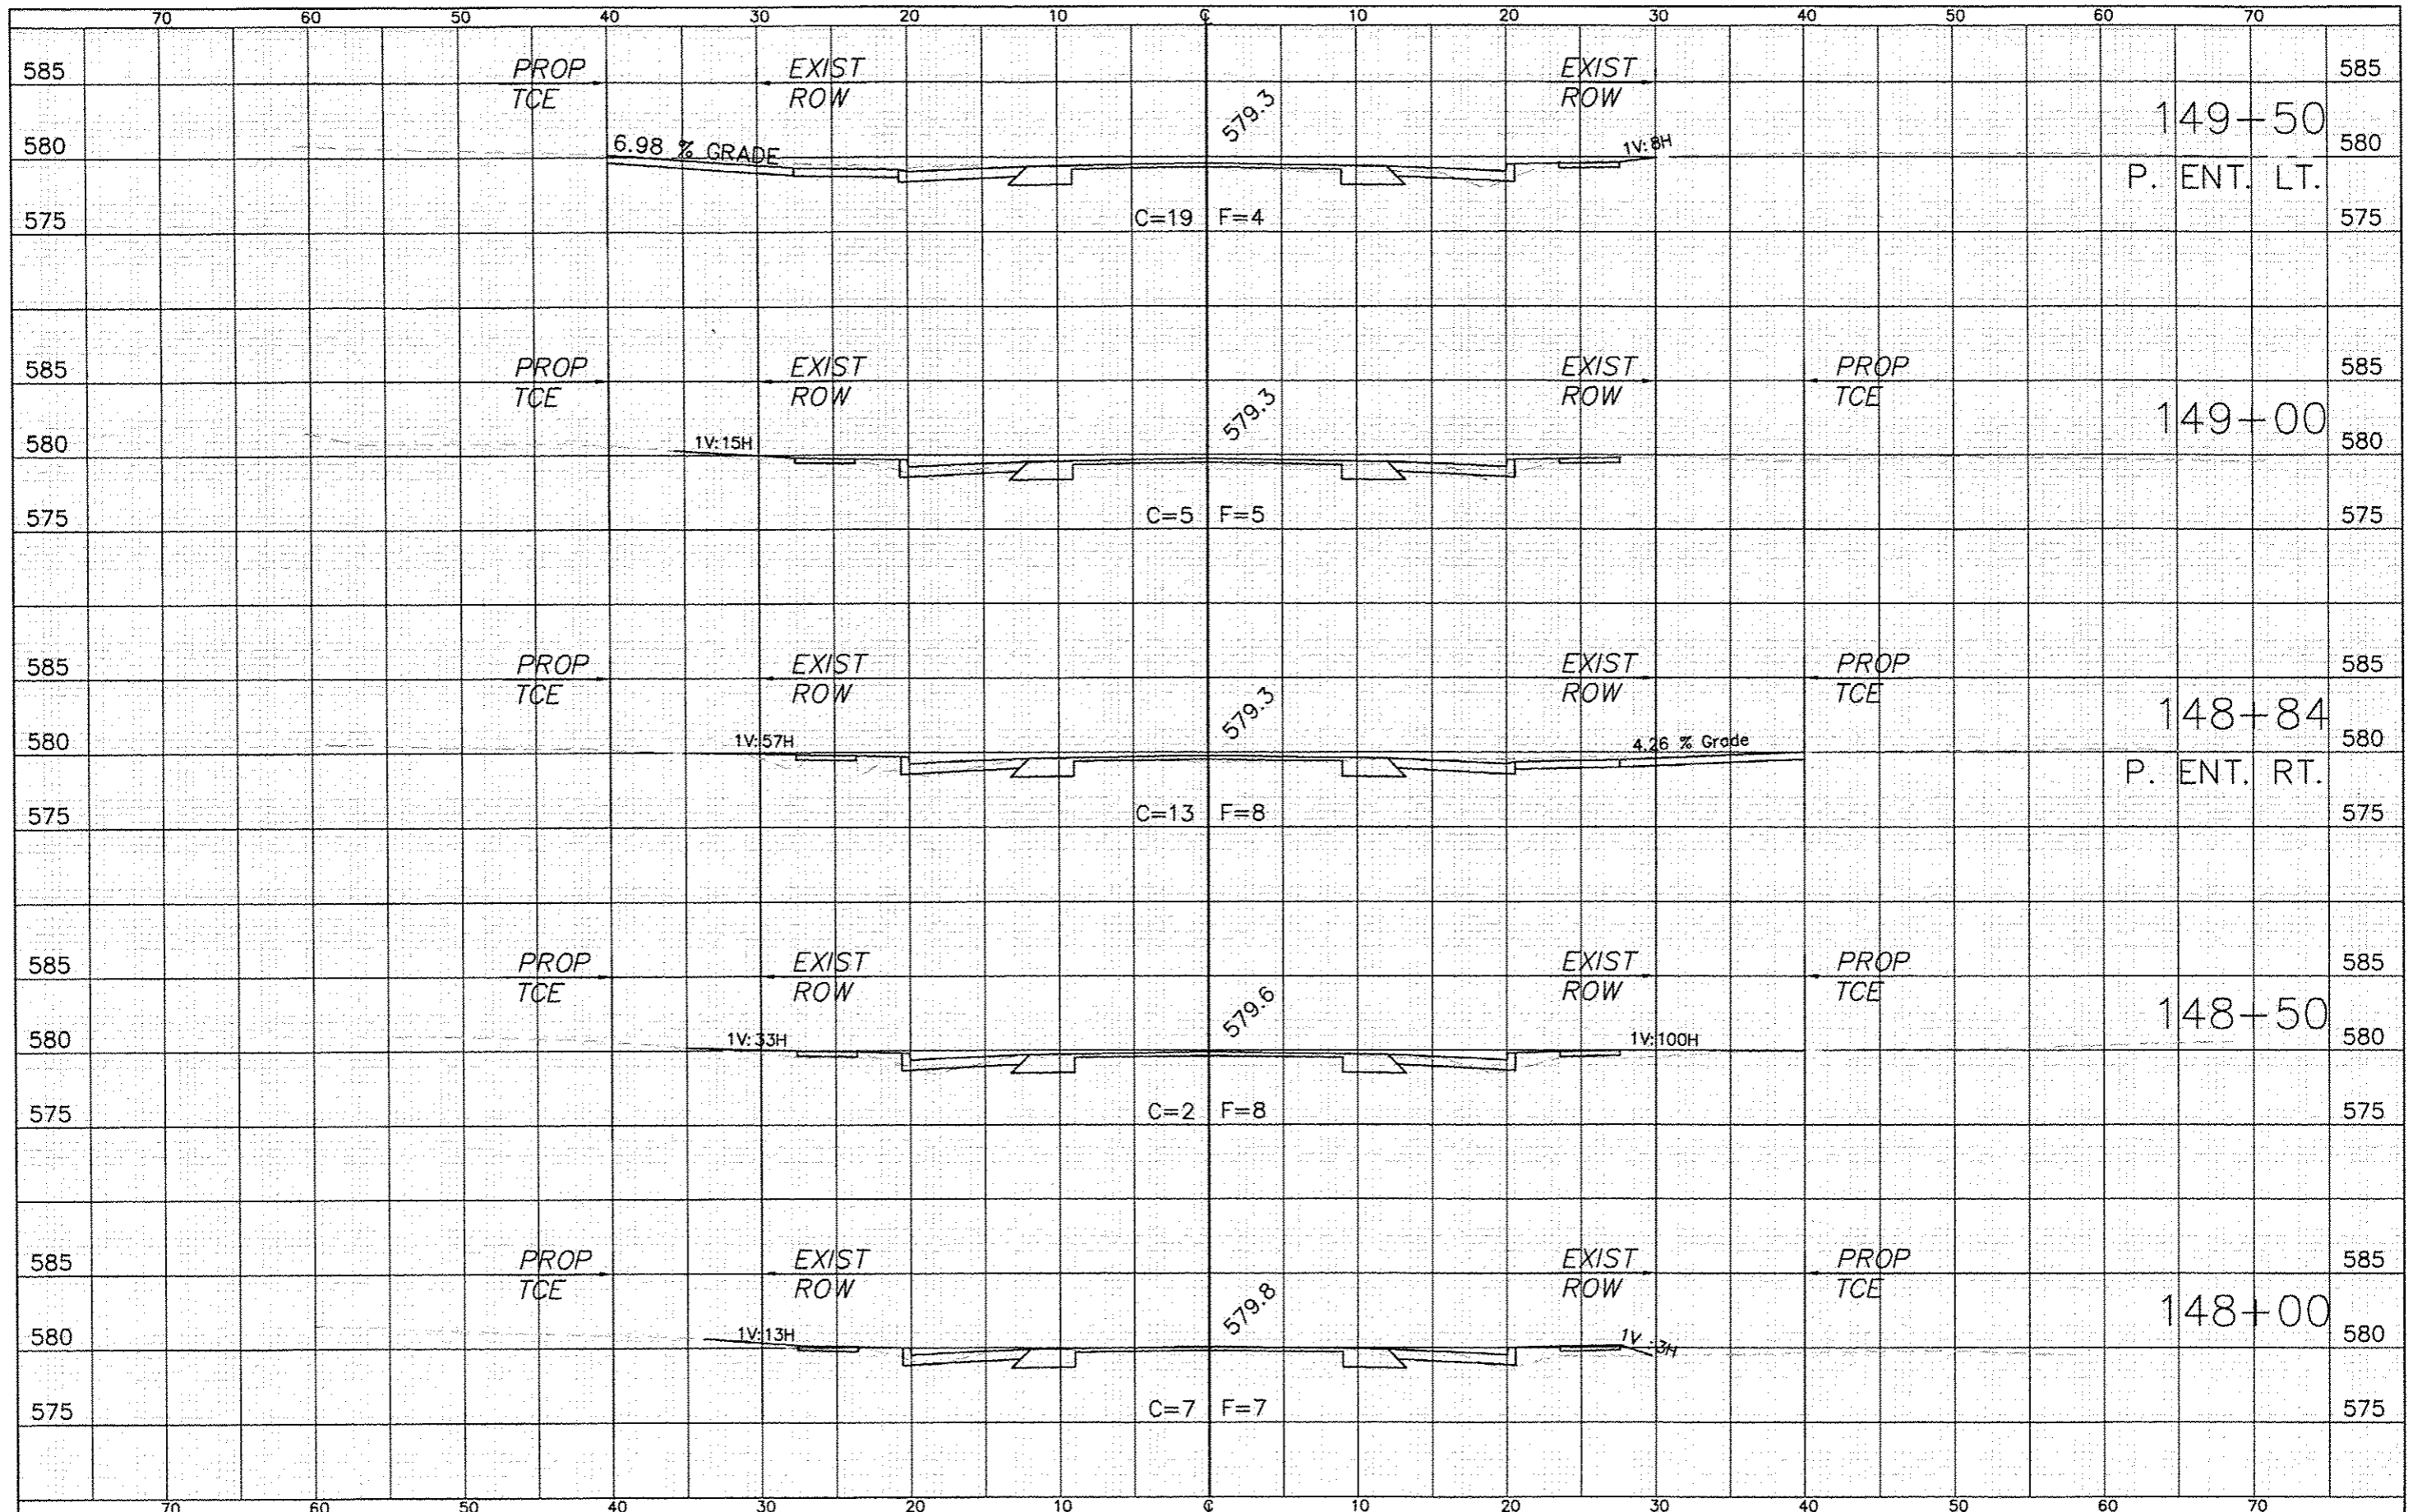 70 60 50 40 30 20 10 ℄ 10 20 30 40 50 60 70
585 PROP EXIST EXIST 585
TCE ROW ROW
579.3
149+50
580 6.98 % GRADE 1V:8H 580
P. ENT. LT.
575 C=19 F=4 575
585 PROP EXIST EXIST PROP 585
TCE ROW ROW TCE
579.3
149+00
580 1V:15H 580
575 C=5 F=5 575
585 PROP EXIST EXIST PROP 585
TCE ROW ROW TCE
579.3
148+84
580 1V:57H 4.26 % Grade 580
P. ENT. RT.
575 C=13 F=8 575
585 PROP EXIST EXIST PROP 585
TCE ROW ROW TCE
579.6
148+50
580 1V:33H 1V:100H 580
575 C=2 F=8 575
585 PROP EXIST EXIST PROP 585
TCE ROW ROW TCE
579.8
148+00
580 1V:13H 1V:3H 580
575 C=7 F=7 575
70 60 50 40 30 20 10 ℄ 10 20 30 40 50 60 70